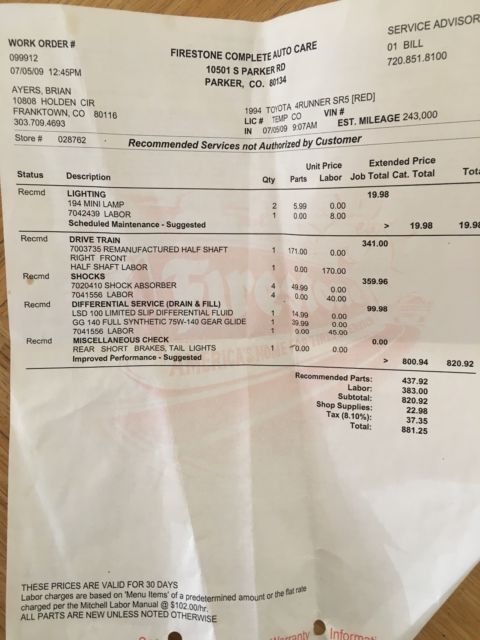 SERVICE ADVISOR
WORK ORDER # FIRESTONE COMPLETE AUTO CARE 01 BILL
099912 10501 S PARKER RD 720.851.8100
07/05/09 12:45PM PARKER, CO. 80134
AYERS, BRIAN
10808 HOLDEN CIR 1994 TOYOTA 4RUNNER SR5 [RED]
FRANKTOWN, CO 80116 LIC # TEMP CO VIN #
303.709.4693 IN 07/05/09 9:07AM EST. MILEAGE 243,000
Store # 028762 Recommended Services not Authorized by Customer
Unit Price Extended Price
Status Description Qty Parts Labor Job Total Cat. Total Tota
Recmd LIGHTING 19.98
194 MINI LAMP 2 5.99 0.00
7042439 LABOR 1 0.00 8.00
Scheduled Maintenance - Suggested > 19.98 19.98
Recmd DRIVE TRAIN 341.00
7003735 REMANUFACTURED HALF SHAFT 1 171.00 0.00
RIGHT FRONT
HALF SHAFT LABOR 1 0.00 170.00
Recmd SHOCKS 359.96
7020410 SHOCK ABSORBER 4 49.99 0.00
7041556 LABOR 4 0.00 40.00
Recmd DIFFERENTIAL SERVICE (DRAIN & FILL) 99.98
LSD 100 LIMITED SLIP DIFFERENTIAL FLUID 1 14.99 0.00
GG 140 FULL SYNTHETIC 75W-140 GEAR GLIDE 1 39.99 0.00
7041556 LABOR 1 0.00 45.00
Recmd MISCELLANEOUS CHECK 0.00
REAR SHORT BRAKES, TAIL LIGHTS 1 0.00 0.00
Improved Performance - Suggested > 800.94 820.92
Recommended Parts: 437.92
Labor: 383.00
Subtotal: 820.92
Shop Supplies: 22.98
Tax (8.10%): 37.35
Total: 881.25
THESE PRICES ARE VALID FOR 30 DAYS
Labor charges are based on 'Menu Items' of a predetermined amount or the flat rate
charged per the Mitchell Labor Manual @ $102.00/hr.
ALL PARTS ARE NEW UNLESS NOTED OTHERWISE
Warranty Informati